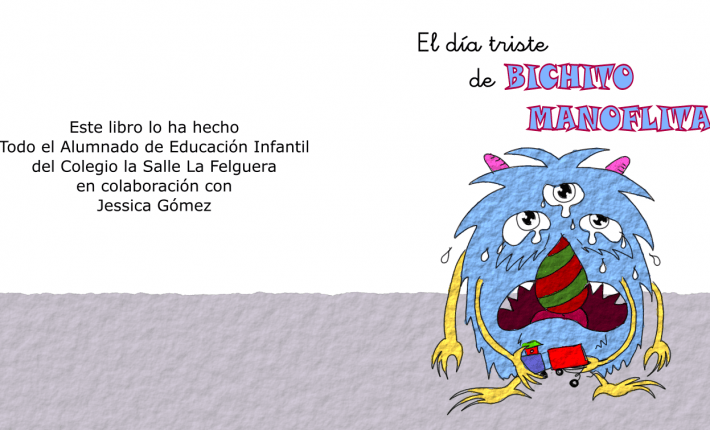 El día triste
de BICHITO
MANOFLITA
Este libro lo ha hecho
Todo el Alumnado de Educación Infantil
del Colegio la Salle La Felguera
en colaboración con
Jessica Gómez